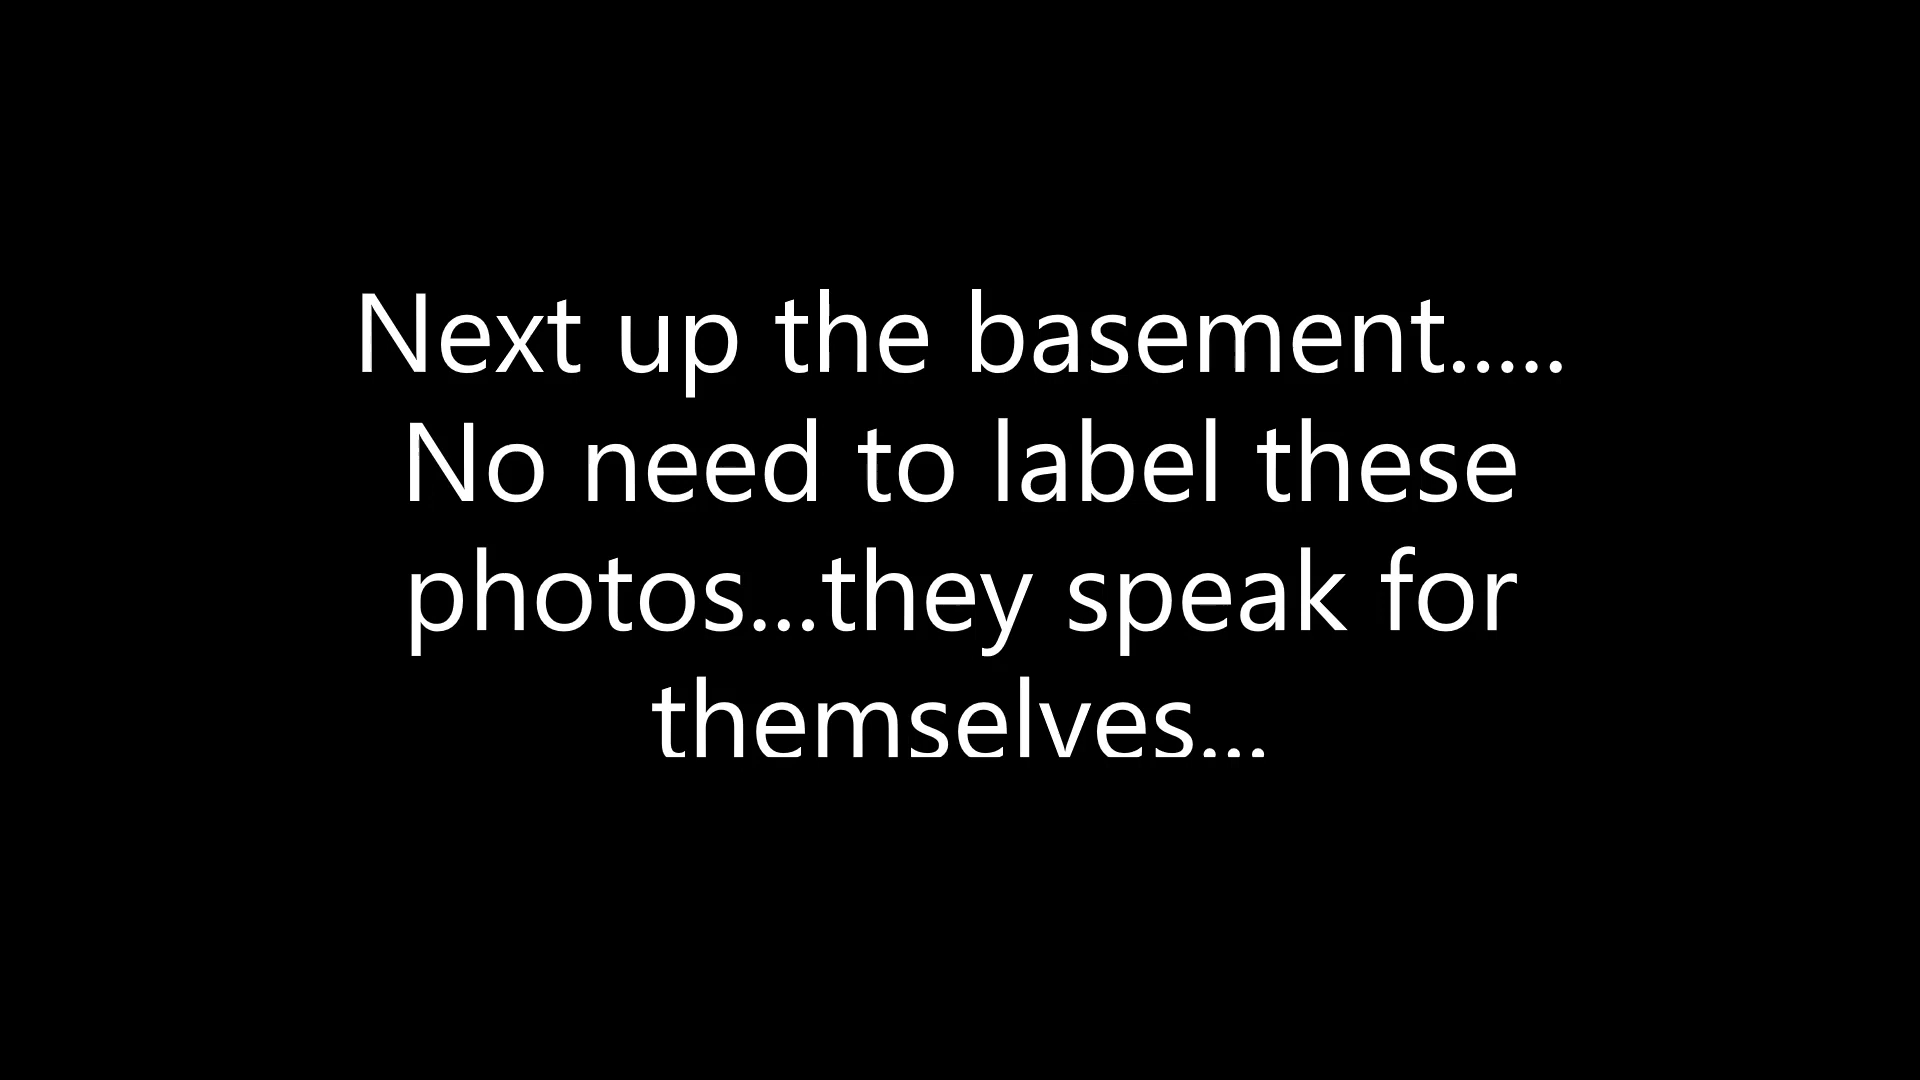 Next up the basement.....
No need to label these
photos...they speak for
themselves...